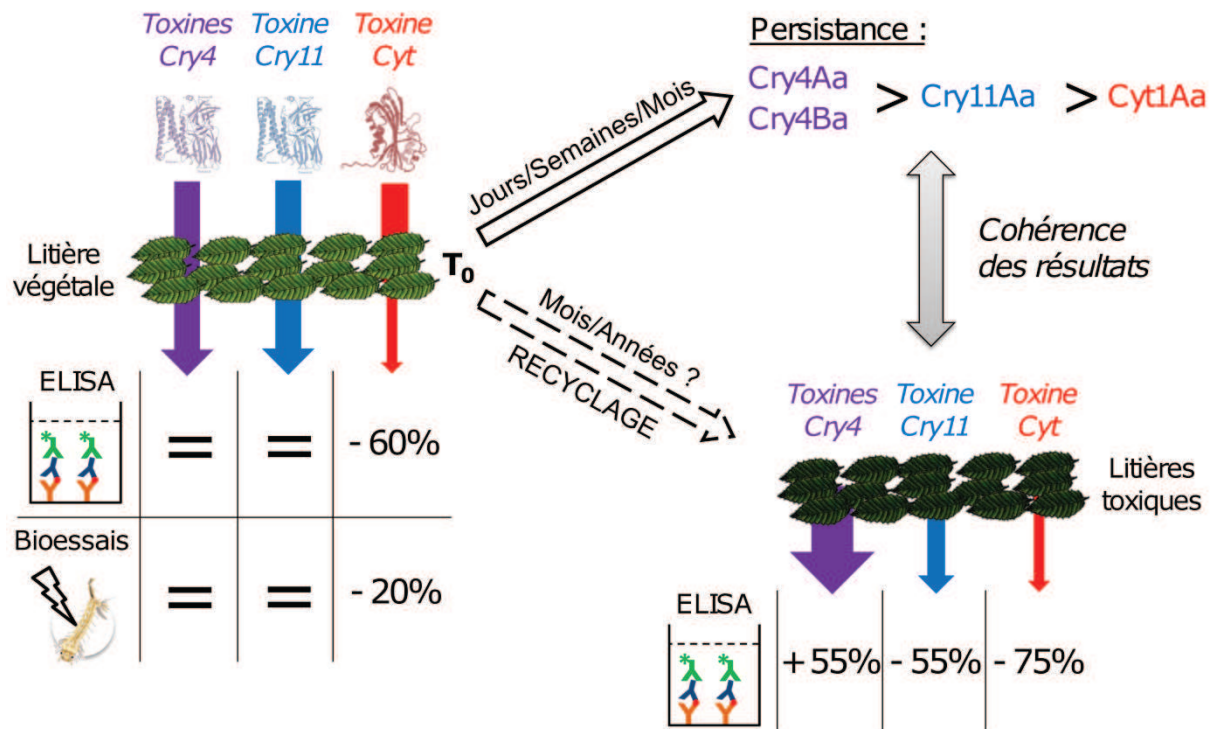 Toxines
Cry4
Toxine
Cry11
Toxine
Cyt
Litière
végétale
T0
ELISA
=
=
- 60%
Bioessais
=
=
- 20%
Jours/Semaines/Mois
Persistance :
Cry4Aa
Cry4Ba
> Cry11Aa > Cyt1Aa
Cohérence
des résultats
Mois/Années ?
RECYCLAGE
Toxines
Cry4
Toxine
Cry11
Toxine
Cyt
Litières
toxiques
ELISA
+ 55%
- 55%
- 75%